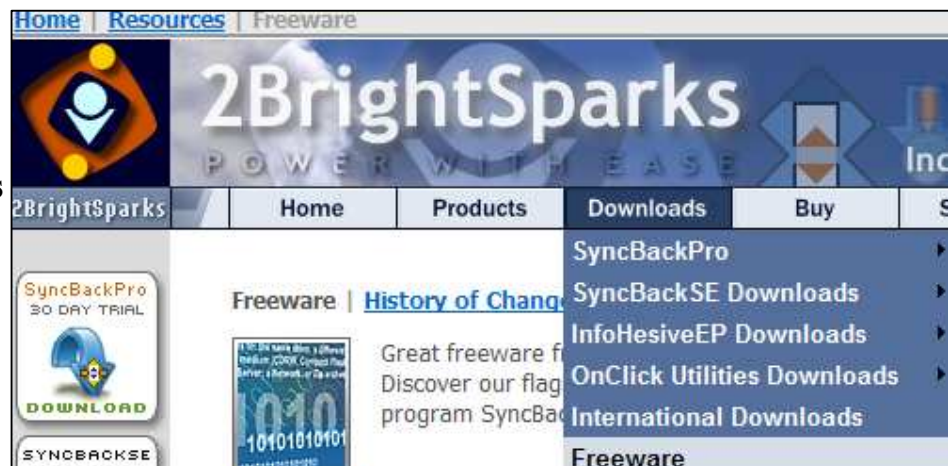 Home | Resources | Freeware
2BrightSparks
POWER WITH EASE
2BrightSparks
Home
Products
Downloads
Buy
SyncBackPro
SyncBackSE Downloads
InfoHesiveEP Downloads
OnClick Utilities Downloads
International Downloads
Freeware
SyncBackPro
30 DAY TRIAL
DOWNLOAD
SYNCBACKSE
Freeware | History of Chang
Great freeware
Discover our flag
program SyncBac
1010
10101010101